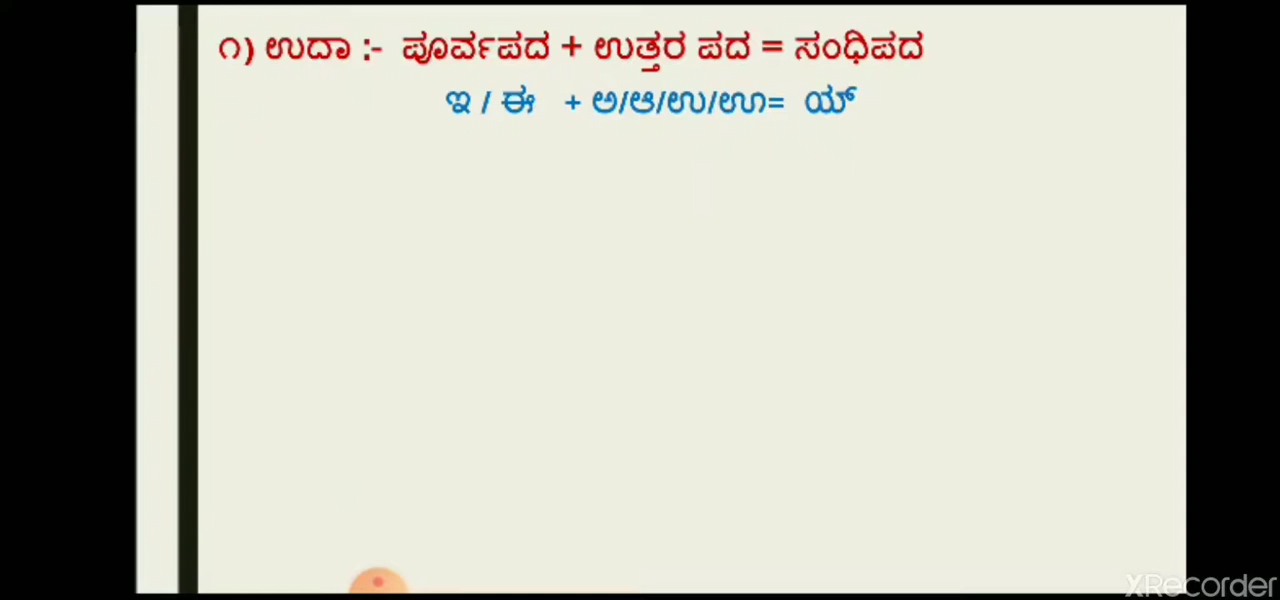 ೧) ಉದಾ :- ಪೂರ್ವಪದ + ಉತ್ತರ ಪದ = ಸಂಧಿಪದ
ಇ / ಈ + ಅ/ಆ/ಉ/ಊ= ಯ್
XRecorder